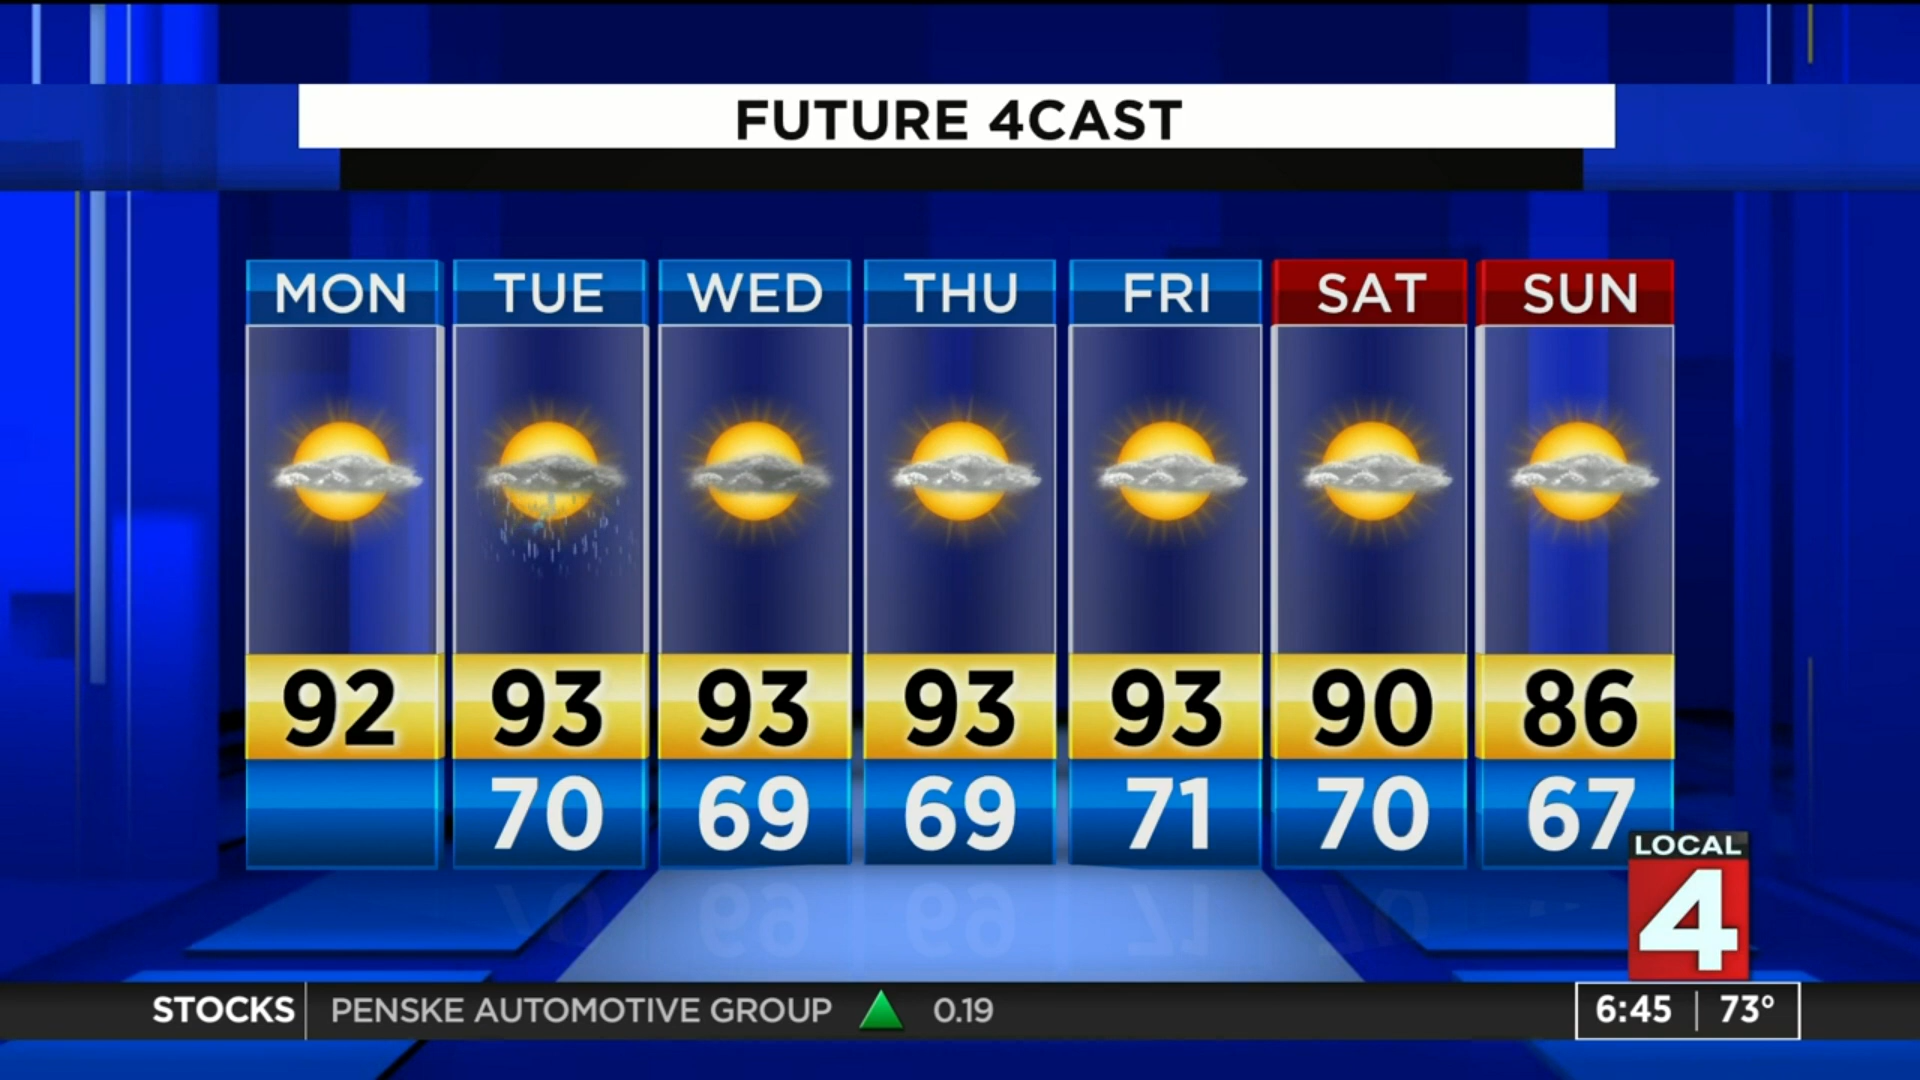 FUTURE 4CAST
MON TUE WED THU FRI SAT SUN
92 93 93 93 93 90 86
70 69 69 71 70 67
LOCAL
4
STOCKS PENSKE AUTOMOTIVE GROUP 0.19 6:45 73°